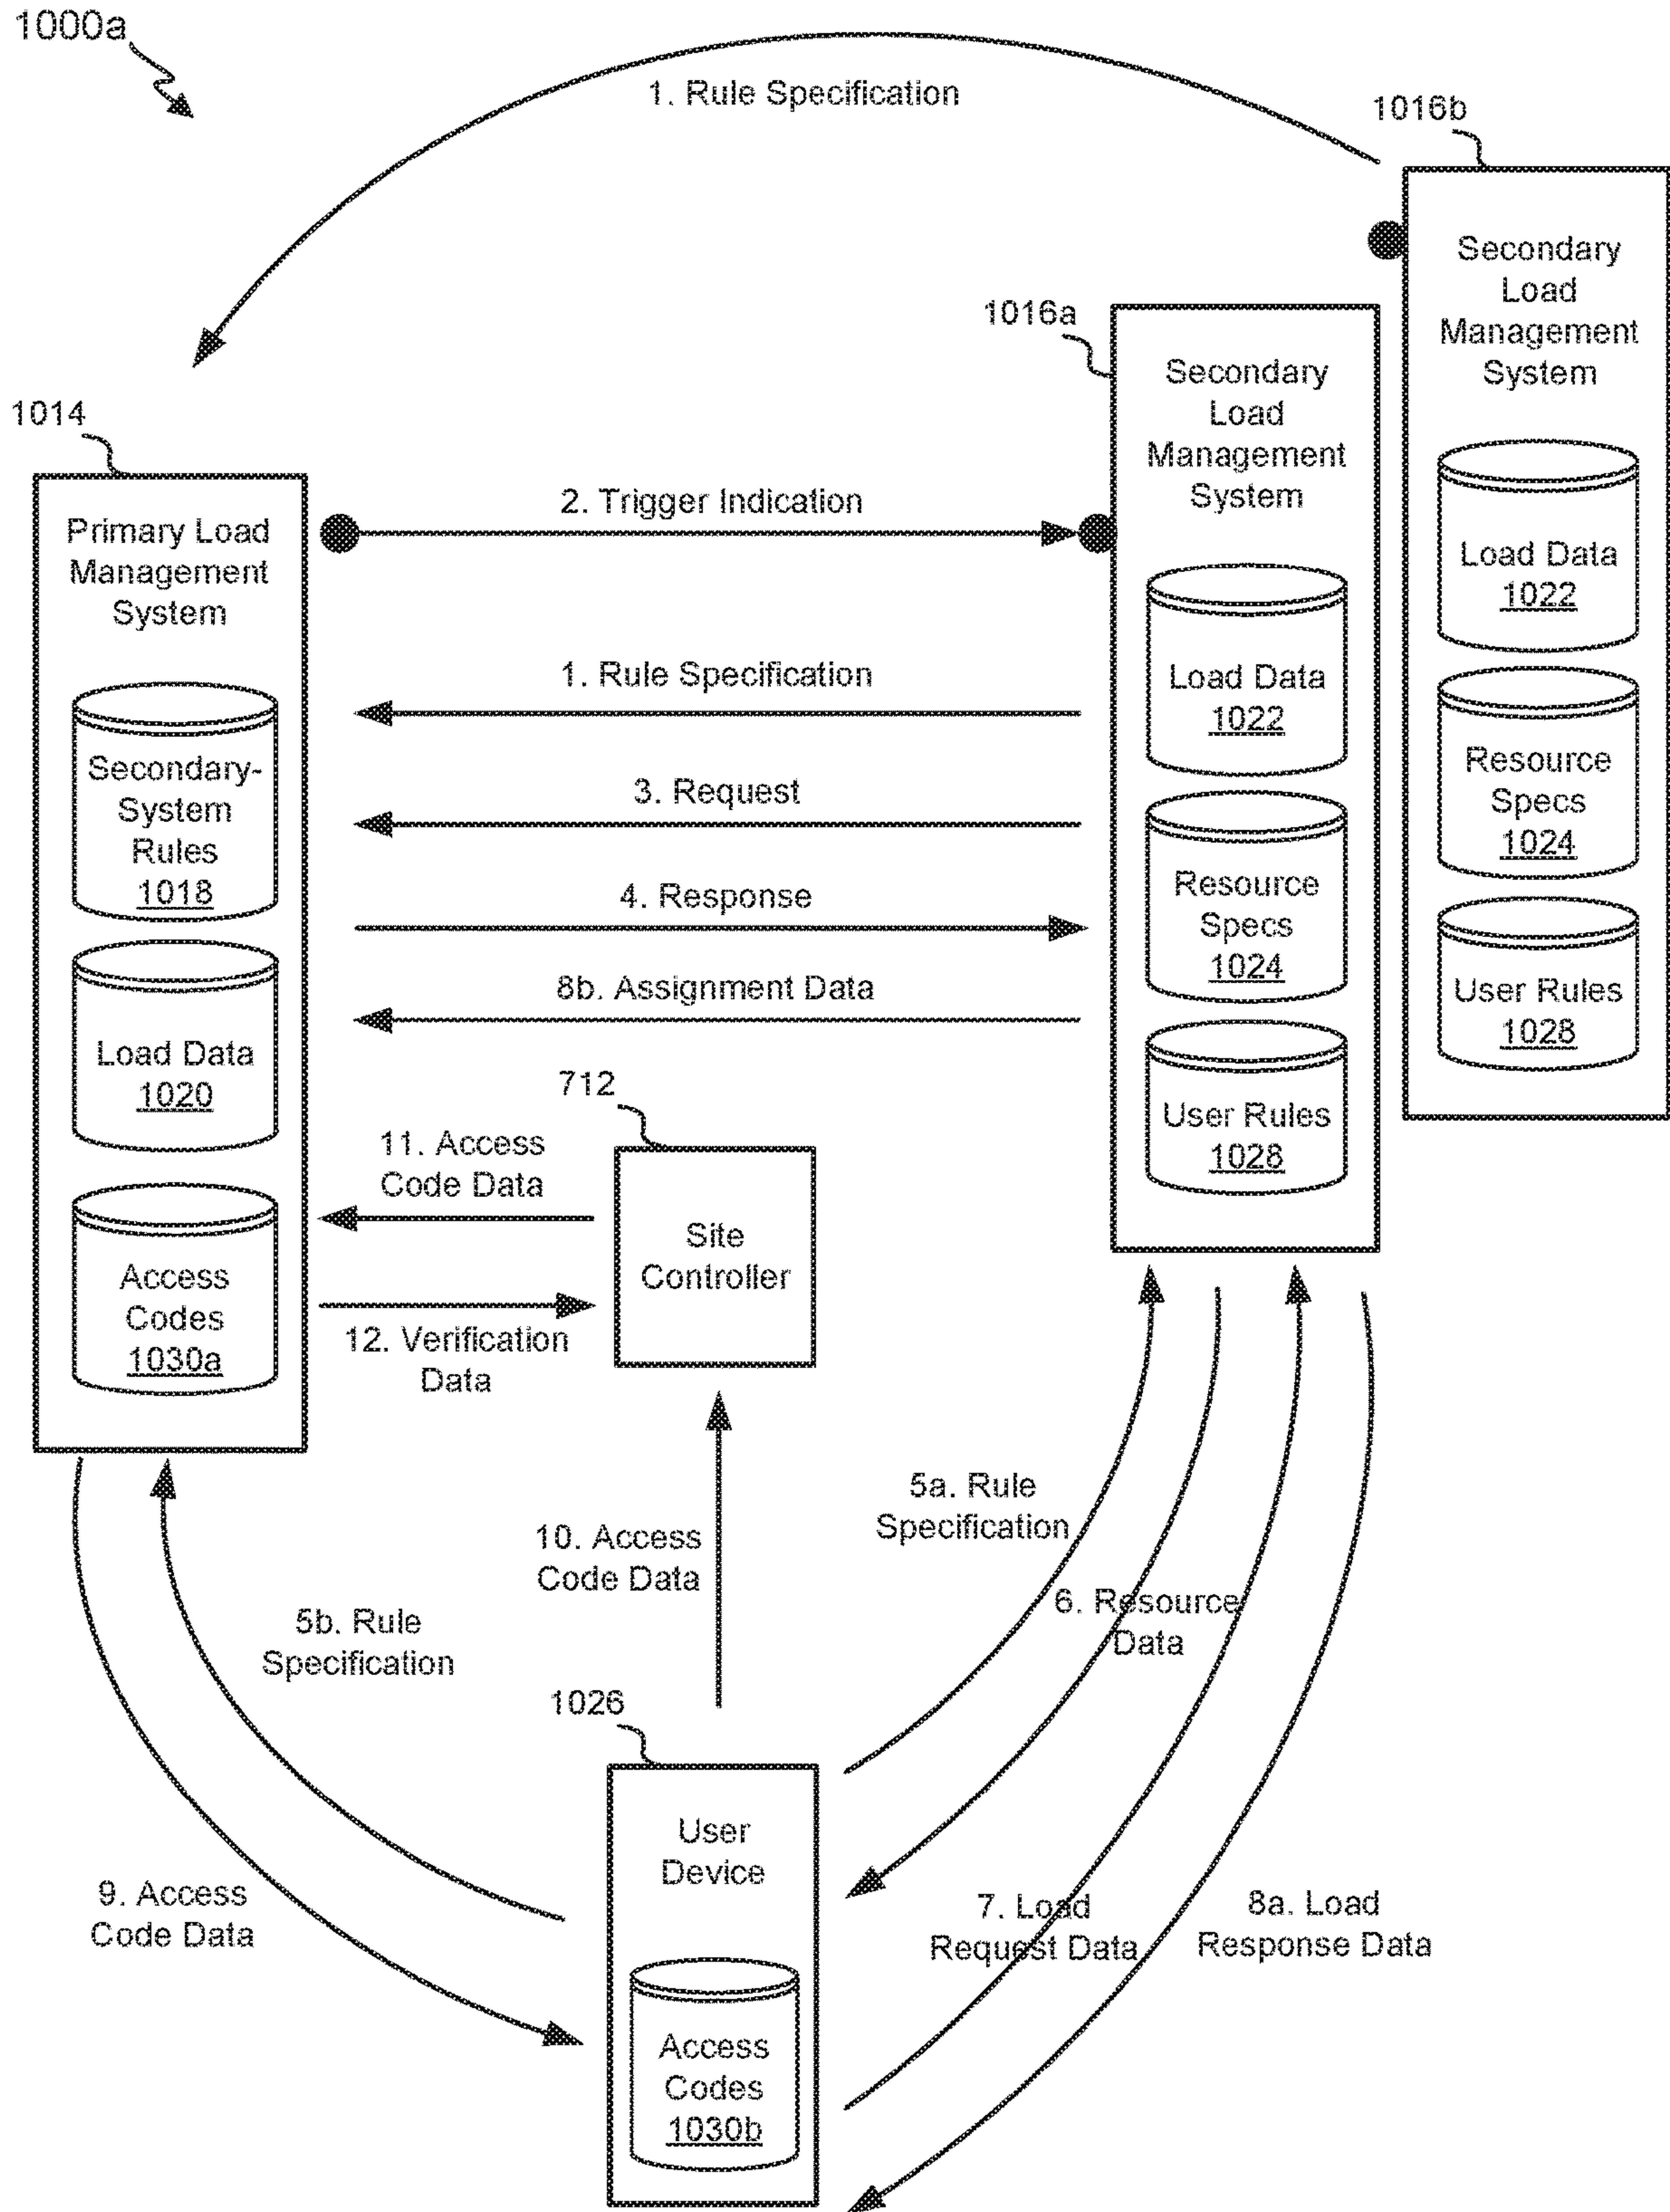 1000a
1. Rule Specification
1016b
Secondary
Load
Management
System
Load Data
1022
Resource
Specs
1024
User Rules
1028
1016a
Secondary
Load
Management
System
Load Data
1022
Resource
Specs
1024
User Rules
1028
1014
Primary Load
Management
System
Secondary-
System
Rules
1018
Load Data
1020
Access
Codes
1030a
2. Trigger Indication
1. Rule Specification
3. Request
4. Response
8b. Assignment Data
712
Site
Controller
11. Access
Code Data
12. Verification
Data
10. Access
Code Data
5a. Rule
Specification
6. Resource
Data
5b. Rule
Specification
1026
User
Device
Access
Codes
1030b
9. Access
Code Data
7. Load
Request Data
8a. Load
Response Data